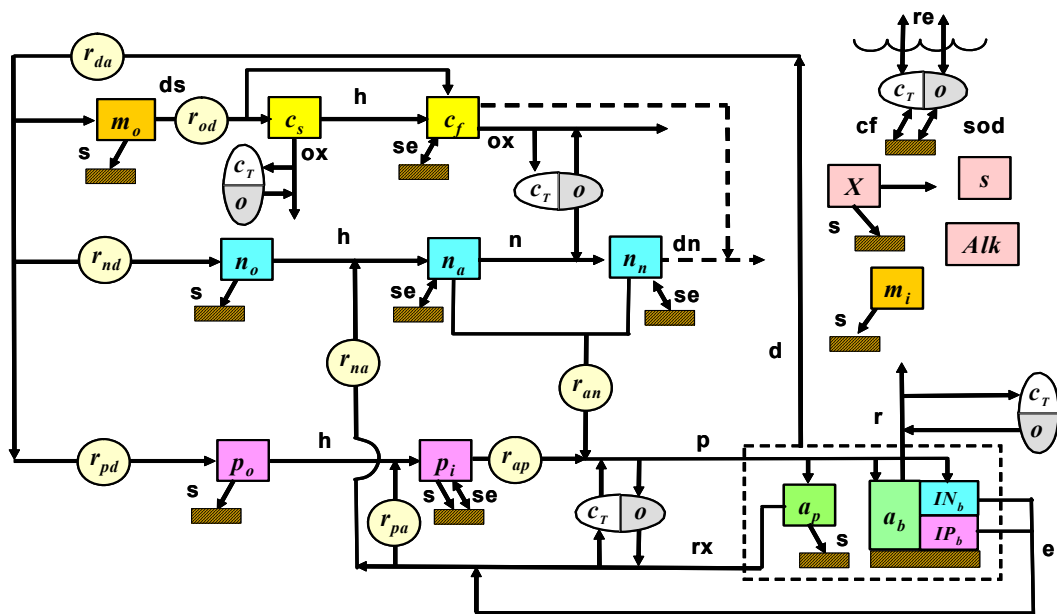 re
r_da
ds
h
c_T o
m_o
r_od
c_s
c_f
cf
sod
s
ox
se
ox
c_T
o
c_T o
X
s
s
Alk
r_nd
n_o
h
n_a
n
n_n
dn
s
se
se
m_i
s
r_na
r_an
d
r
c_T
o
r_pd
p_o
h
p_i
r_ap
p
s
s
se
r_pa
c_T o
a_p
a_b
IN_b
IP_b
s
rx
e